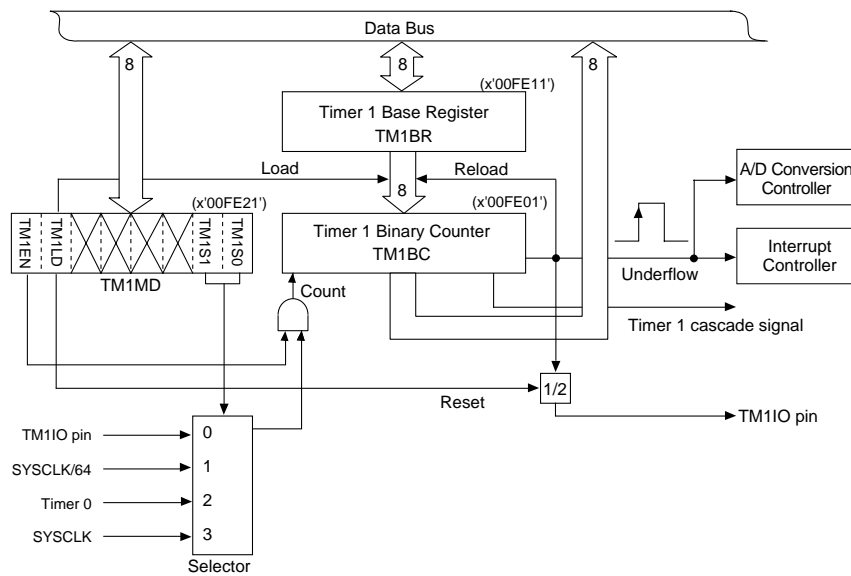 Data Bus
8
8
8
(x'00FE11')
Timer 1 Base Register
TM1BR
Load
Reload
8
A/D Conversion
Controller
(x'00FE21')
(x'00FE01')
TM1EN
TM1LD
TM1S1
TM1S0
Timer 1 Binary Counter
TM1BC
Interrupt
Controller
TM1MD
Underflow
Count
Timer 1 cascade signal
1/2
Reset
TM1IO pin
TM1IO pin
0
SYSCLK/64
1
Timer 0
2
SYSCLK
3
Selector